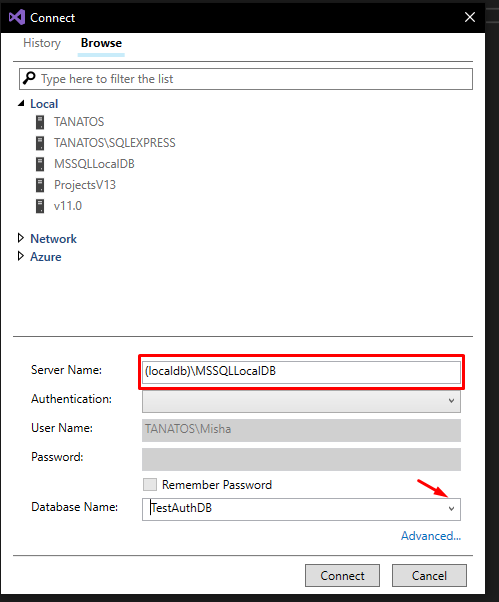 Connect
History Browse
Type here to filter the list
Local
TANATOS
TANATOS\SQLEXPRESS
MSSQLLocalDB
ProjectsV13
v11.0
Network
Azure
Server Name: (localdb)\MSSQLLocalDB
Authentication:
User Name: TANATOS\Misha
Password:
Remember Password
Database Name: TestAuthDB
Advanced...
Connect Cancel